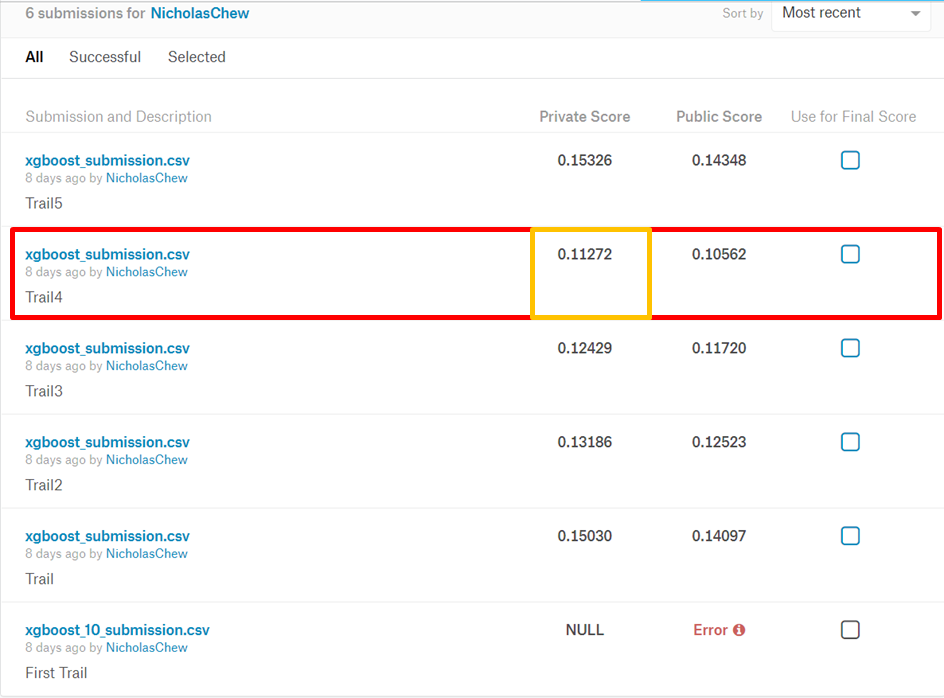 6 submissions for NicholasChew Sort by Most recent
All Successful Selected
Submission and Description Private Score Public Score Use for Final Score
xgboost_submission.csv 0.15326 0.14348
8 days ago by NicholasChew
Trail5
xgboost_submission.csv 0.11272 0.10562
8 days ago by NicholasChew
Trail4
xgboost_submission.csv 0.12429 0.11720
8 days ago by NicholasChew
Trail3
xgboost_submission.csv 0.13186 0.12523
8 days ago by NicholasChew
Trail2
xgboost_submission.csv 0.15030 0.14097
8 days ago by NicholasChew
Trail
xgboost_10_submission.csv NULL Error
8 days ago by NicholasChew
First Trail